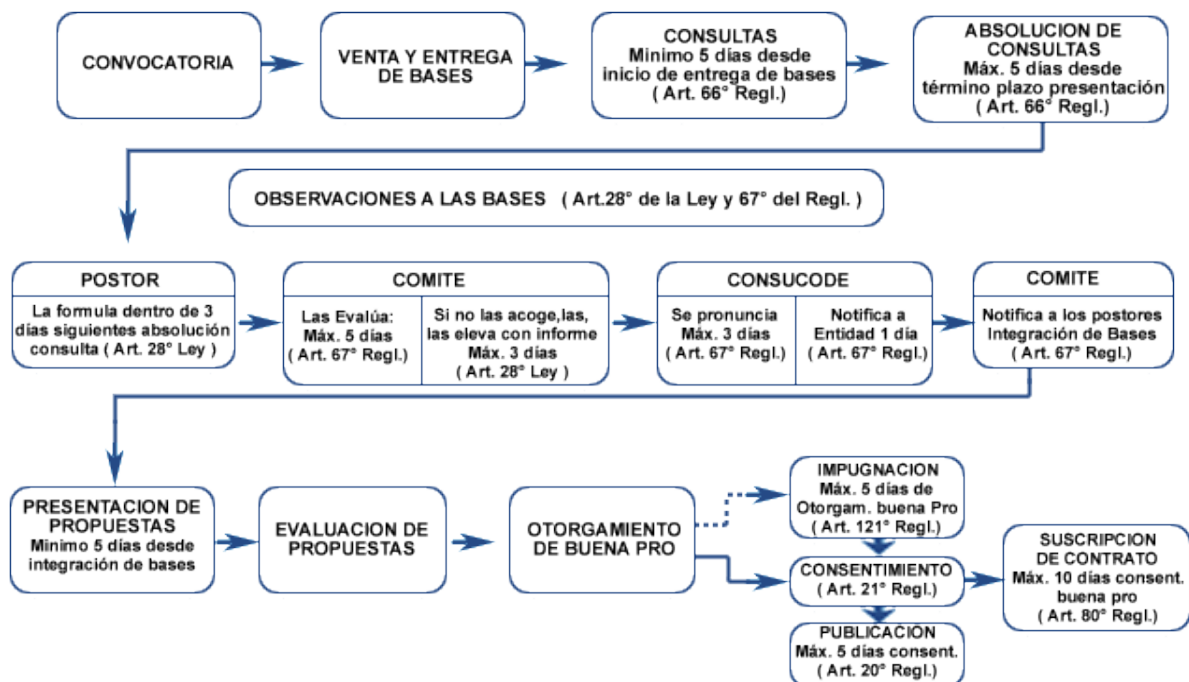 CONVOCATORIA
VENTA Y ENTREGA
DE BASES
CONSULTAS
Minimo 5 días desde
inicio de entrega de bases
( Art. 66° Regl.)
ABSOLUCION DE
CONSULTAS
Máx. 5 días desde
término plazo presentación
( Art. 66° Regl.)
OBSERVACIONES A LAS BASES ( Art.28° de la Ley y 67° del Regl. )
POSTOR
La formula dentro de 3
días siguientes absolución
consulta ( Art. 28° Ley )
COMITE
Las Evalúa:
Máx. 5 días
( Art. 67° Regl.)
Si no las acoge,las,
las eleva con informe
Máx. 3 días
( Art. 28° Ley )
CONSUCODE
Se pronuncia
Máx. 3 días
( Art. 67° Regl.)
Notifica a
Entidad 1 día
( Art. 67° Regl.)
COMITE
Notifica a los postores
Integración de Bases
( Art. 67° Regl.)
PRESENTACION DE
PROPUESTAS
Minimo 5 días desde
integración de bases
EVALUACION DE
PROPUESTAS
OTORGAMIENTO
DE BUENA PRO
IMPUGNACION
Máx. 5 días de
Otorgam. buena Pro
( Art. 121° Regl.)
CONSENTIMIENTO
( Art. 21° Regl.)
PUBLICACIÓN
Máx. 5 días consent.
( Art. 20° Regl.)
SUSCRIPCION
DE CONTRATO
Máx. 10 días consent.
buena pro
( Art. 80° Regl.)